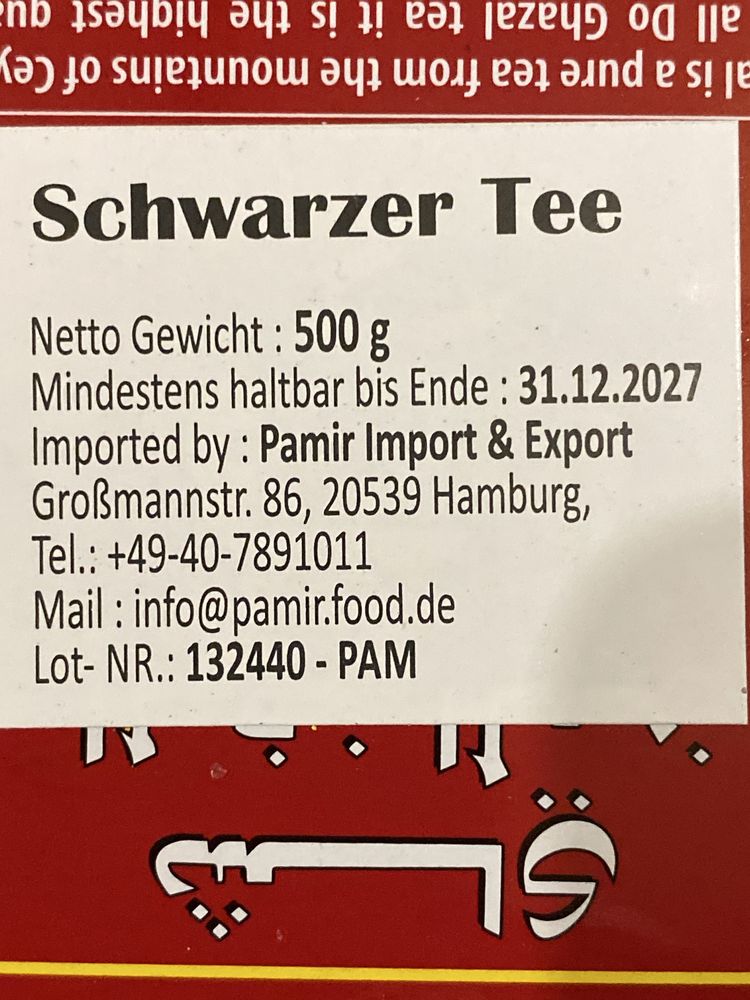 al is a pure tea from the mountains of Cey
all Do Ghazal tea it is the highest qua
Schwarzer Tee
Netto Gewicht : 500 g
Mindestens haltbar bis Ende : 31.12.2027
Imported by : Pamir Import & Export
Großmannstr. 86, 20539 Hamburg,
Tel.: +49-40-7891011
Mail : info@pamir.food.de
Lot- NR.: 132440 - PAM
شاي